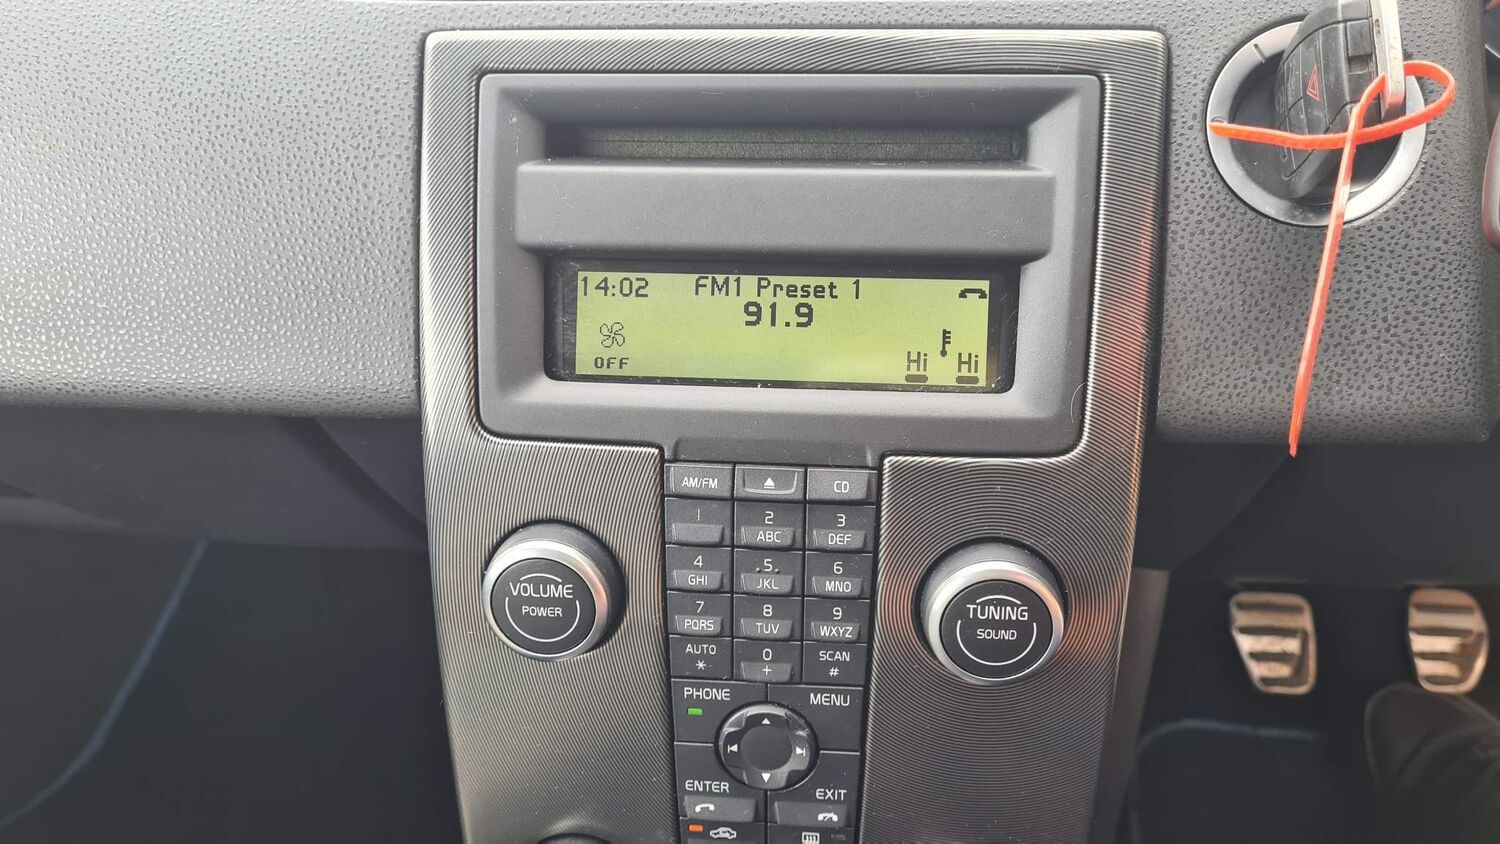 14:02 FM1 Preset 1
91.9
OFF Hi Hi
AM/FM CD
1 2 3
ABC DEF
4 5 6
GHI JKL MNO
7 8 9
PQRS TUV WXYZ
AUTO 0 SCAN
* + #
VOLUME
POWER
TUNING
SOUND
PHONE MENU
ENTER EXIT